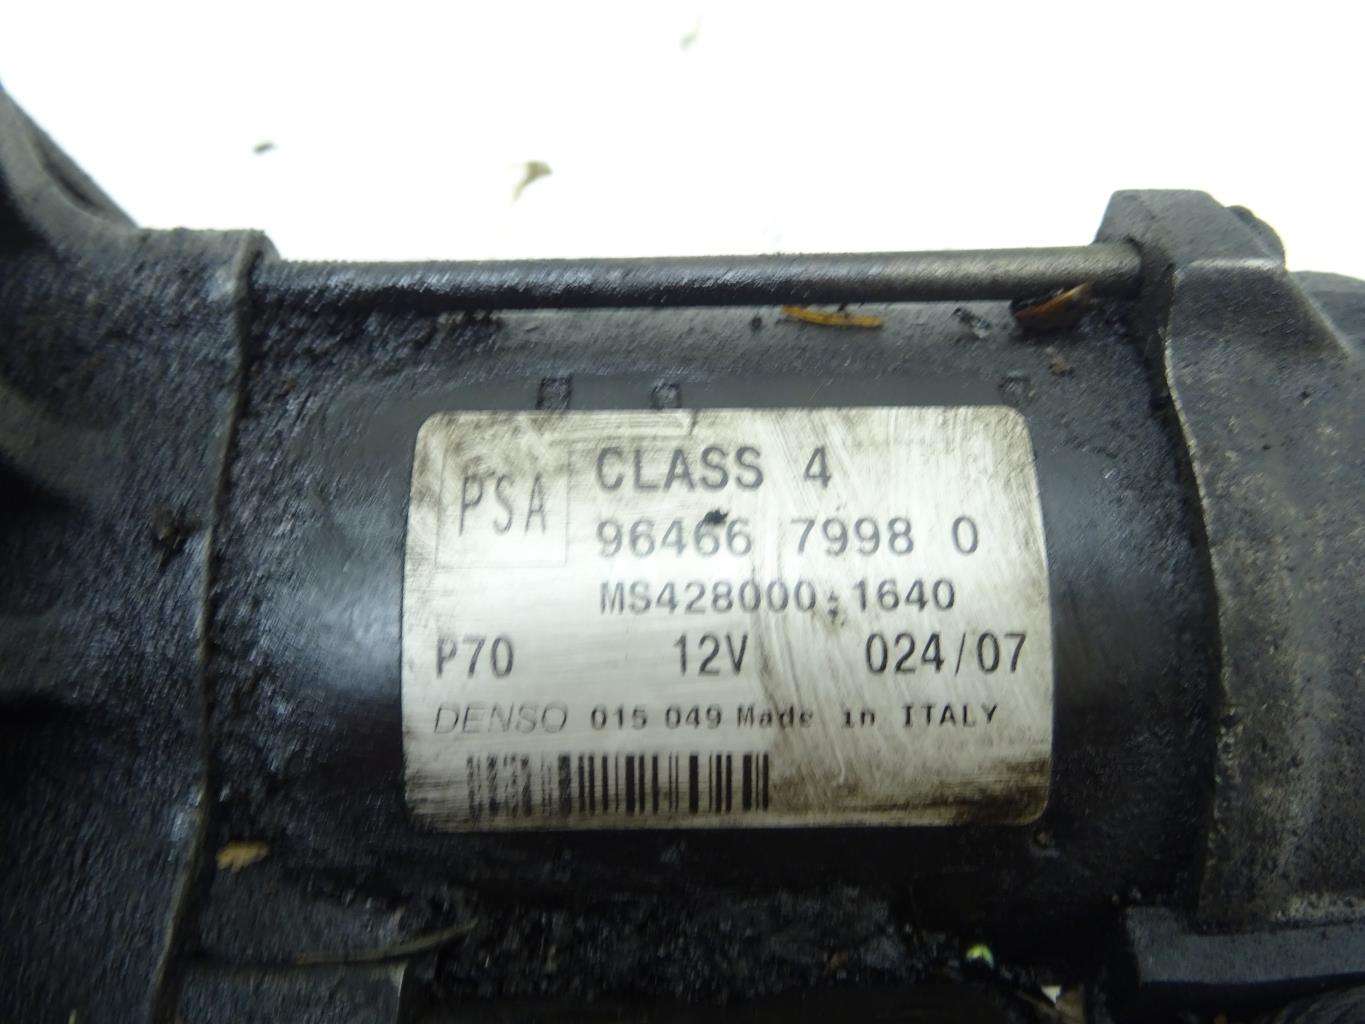 PSA CLASS 4
96466 7998 0
MS428000-1640
P70 12V 024/07
DENSO 015 049 Made in ITALY